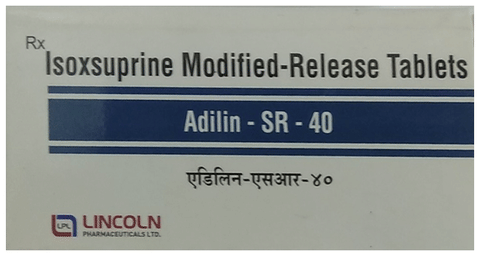 Rx
Isoxsuprine Modified-Release Tablets
Adilin - SR - 40
एडिलिन-एसआर-४०
LPL LINCOLN
PHARMACEUTICALS LTD.